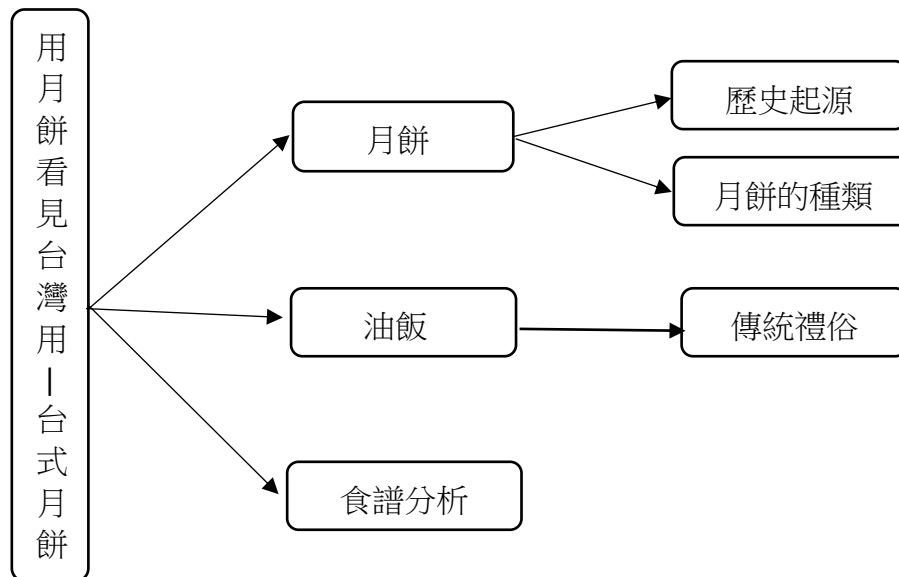 用月餅看見台灣用—台式月餅
月餅
歷史起源
月餅的種類
油飯
傳統禮俗
食譜分析